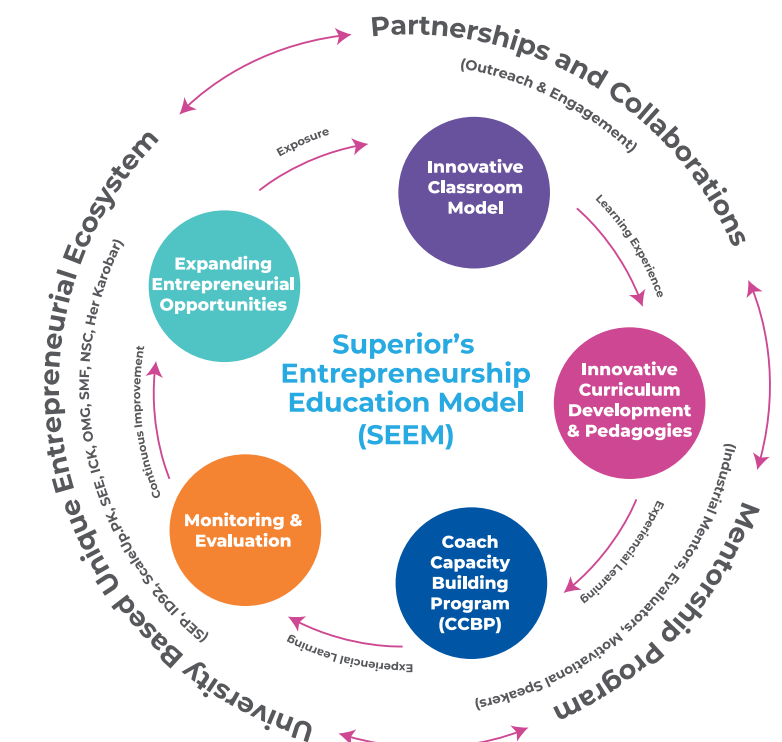 Partnerships and Collaborations
(Outreach & Engagement)
Exposure
Innovative
Classroom
Model
Learning Experience
Expanding
Entrepreneurial
Opportunities
Superior's
Entrepreneurship
Education Model
(SEEM)
Innovative
Curriculum
Development
& Pedagogies
Continuous Improvement
Monitoring &
Evaluation
Coach
Capacity
Building
Program
(CCBP)
Experiencial Learning
Experiencial Learning
Mentorship Program
(Industrial Mentors, Evaluators, Motivational Speakers)
University Based Unique Entrepreneurial Ecosystem
(SEP, ID92, ScaleUp.PK, SEE, ICK, OMG, SMF, NSC, Her Karobar)